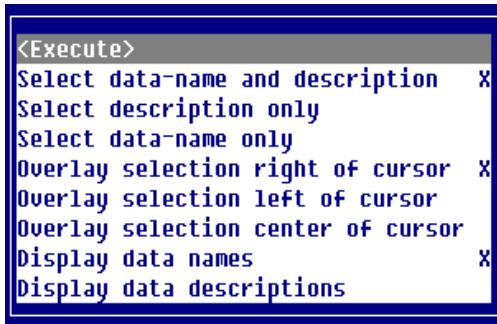 <Execute>
Select data-name and description X
Select description only
Select data-name only
Overlay selection right of cursor X
Overlay selection left of cursor
Overlay selection center of cursor
Display data names X
Display data descriptions